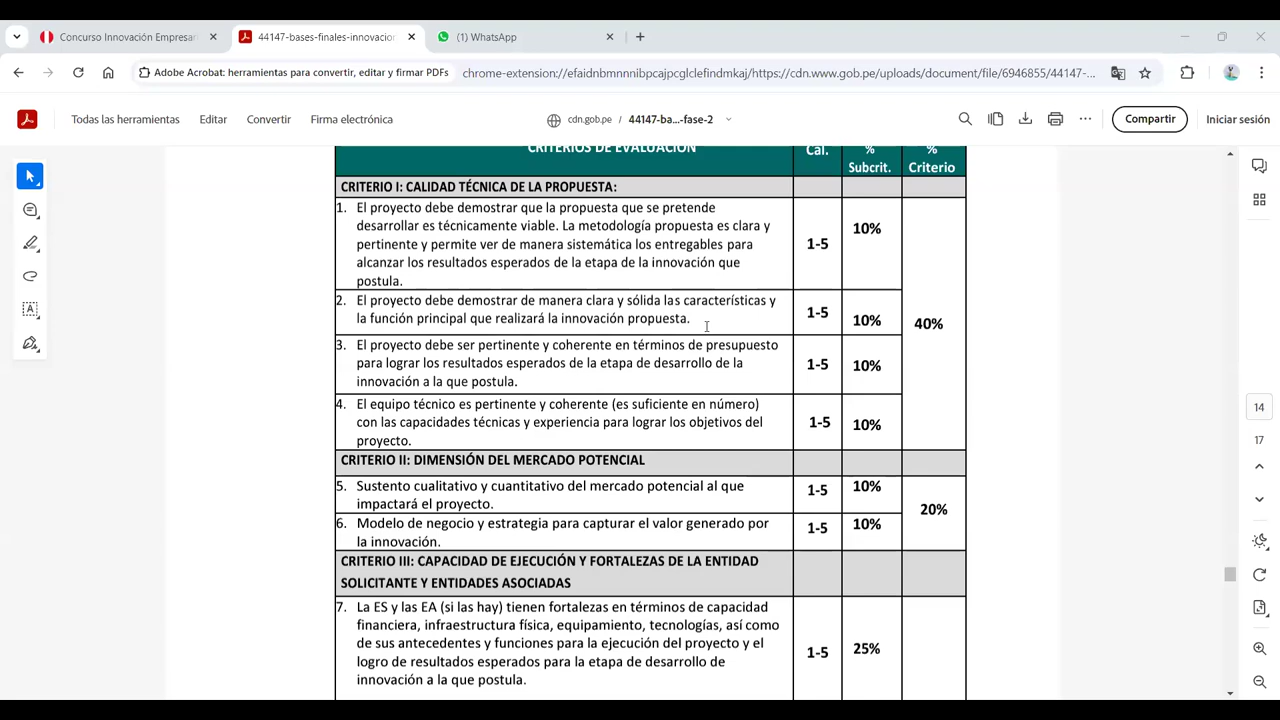 Concurso Innovación Empresar
44147-bases-finales-innovacion
(1) WhatsApp
Adobe Acrobat: herramientas para convertir, editar y firmar PDFs
chrome-extension://efaidnbmnnnibpcajpcglclefindmkaj/https://cdn.www.gob.pe/uploads/document/file/6946855/44147-...
Todas las herramientas
Editar
Convertir
Firma electrónica
cdn.gob.pe / 44147-ba...-fase-2
Compartir
Iniciar sesión
CRITERIOS DE EVALUACIÓN
Cal.
%
Subcrit.
%
Criterio
CRITERIO I: CALIDAD TÉCNICA DE LA PROPUESTA:
1. El proyecto debe demostrar que la propuesta que se pretende
desarrollar es técnicamente viable. La metodología propuesta es clara y
pertinente y permite ver de manera sistemática los entregables para
alcanzar los resultados esperados de la etapa de la innovación que
postula.
1-5
10%
2. El proyecto debe demostrar de manera clara y sólida las características y
la función principal que realizará la innovación propuesta.
1-5
10%
40%
3. El proyecto debe ser pertinente y coherente en términos de presupuesto
para lograr los resultados esperados de la etapa de desarrollo de la
innovación a la que postula.
1-5
10%
4. El equipo técnico es pertinente y coherente (es suficiente en número)
con las capacidades técnicas y experiencia para lograr los objetivos del
proyecto.
1-5
10%
CRITERIO II: DIMENSIÓN DEL MERCADO POTENCIAL
5. Sustento cualitativo y cuantitativo del mercado potencial al que
impactará el proyecto.
1-5
10%
20%
6. Modelo de negocio y estrategia para capturar el valor generado por
la innovación.
1-5
10%
CRITERIO III: CAPACIDAD DE EJECUCIÓN Y FORTALEZAS DE LA ENTIDAD
SOLICITANTE Y ENTIDADES ASOCIADAS
7. La ES y las EA (si las hay) tienen fortalezas en términos de capacidad
financiera, infraestructura física, equipamiento, tecnologías, así como
de sus antecedentes y funciones para la ejecución del proyecto y el
logro de resultados esperados para la etapa de desarrollo de
innovación a la que postula.
1-5
25%
14
17